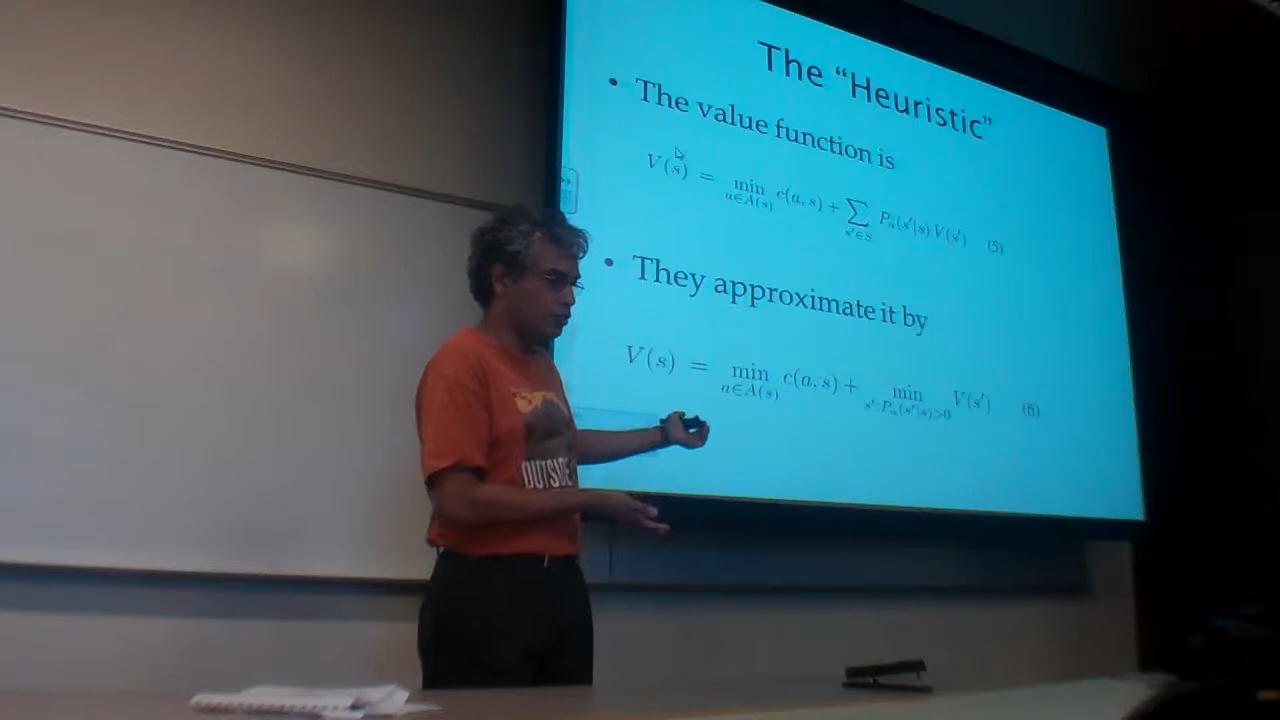 The “Heuristic”
• The value function is
V(s) = min_{a∈A(s)} c(a, s) + ∑_{s'∈S} P_a(s'|s) V(s') (5)
• They approximate it by
V(s) = min_{a∈A(s)} c(a, s) + min_{s':P_a(s'|s)>0} V(s') (6)
OUTSIDE